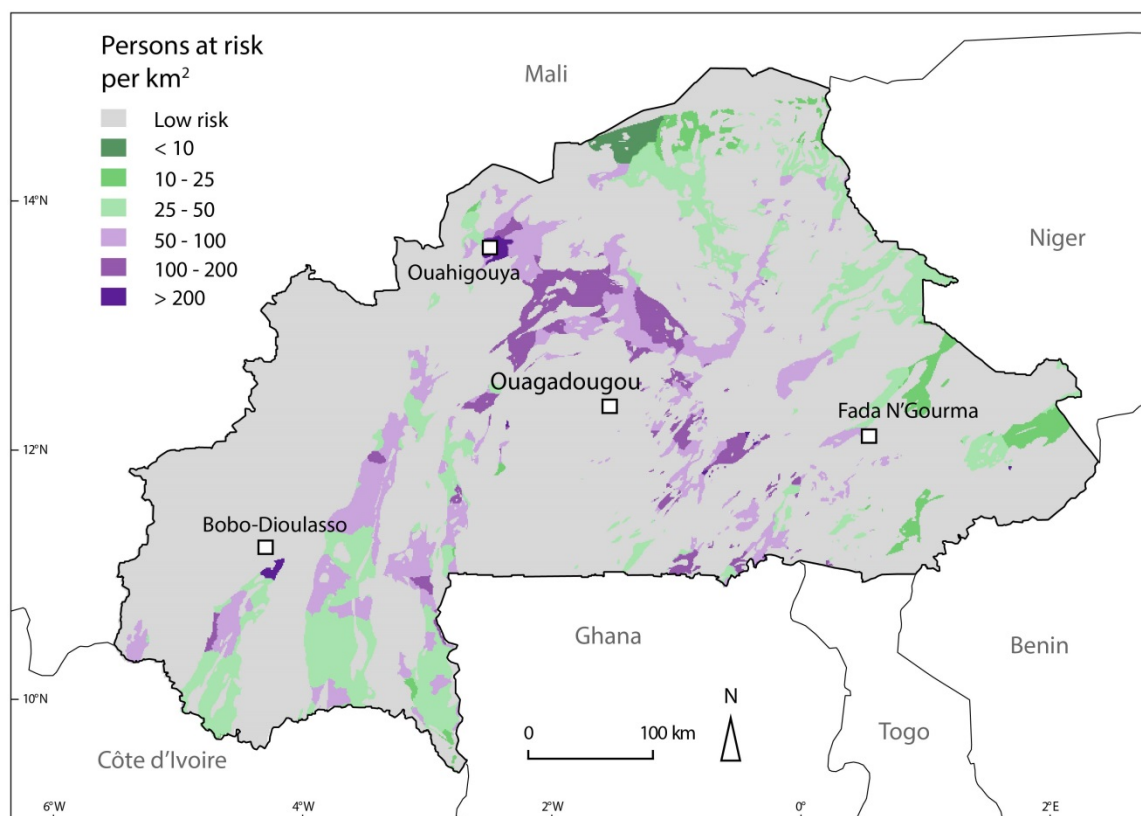 Persons at risk
per km²
Low risk
< 10
10 - 25
25 - 50
50 - 100
100 - 200
> 200
Mali
Niger
14°N
Ouahigouya
Ouagadougou
Fada N'Gourma
12°N
Bobo-Dioulasso
Ghana
Benin
10°N
N
0
100 km
Togo
Côte d'Ivoire
6°W
4°W
2°W
0°
2°E